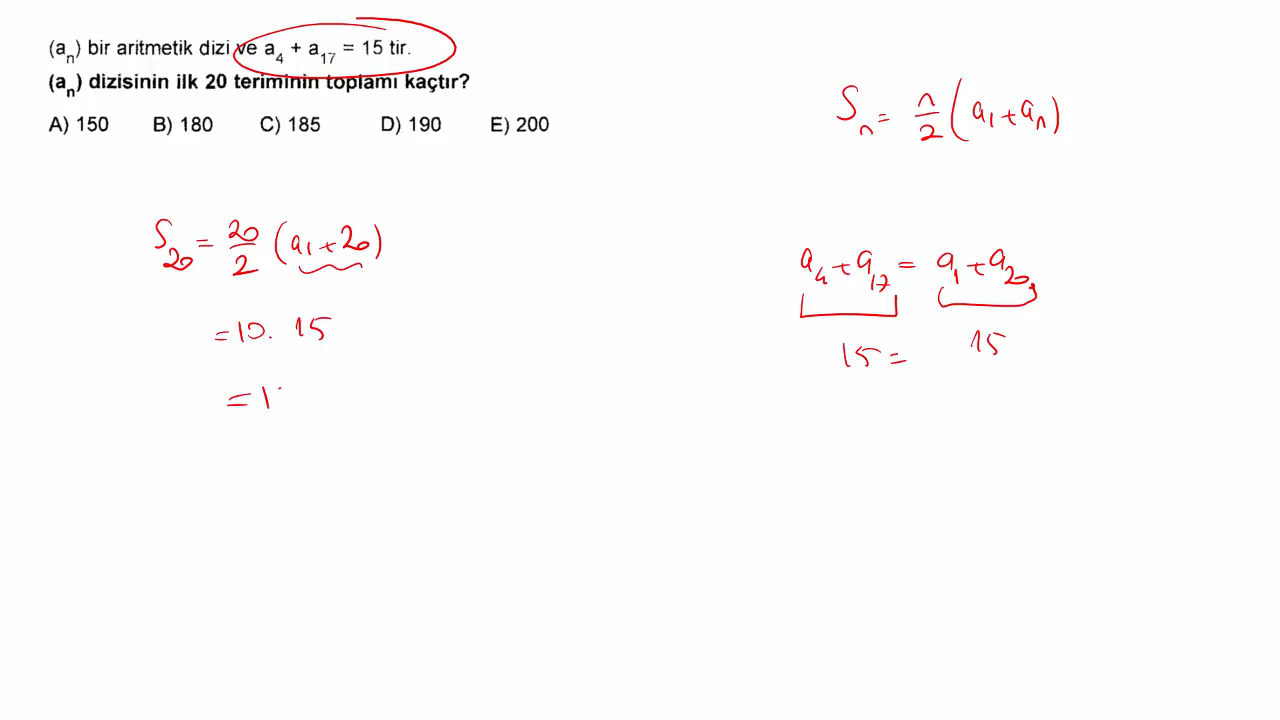 (aₙ) bir aritmetik dizi ve a₄ + a₁₇ = 15 tir.
(aₙ) dizisinin ilk 20 teriminin toplamı kaçtır?
A) 150 B) 180 C) 185 D) 190 E) 200
Sₙ = n/2 (a₁ + aₙ)
S₂₀ = 20/2 (a₁ + 20)
a₄ + a₁₇ = a₁ + a₂₀
= 10. 15
15 = 15
= 1